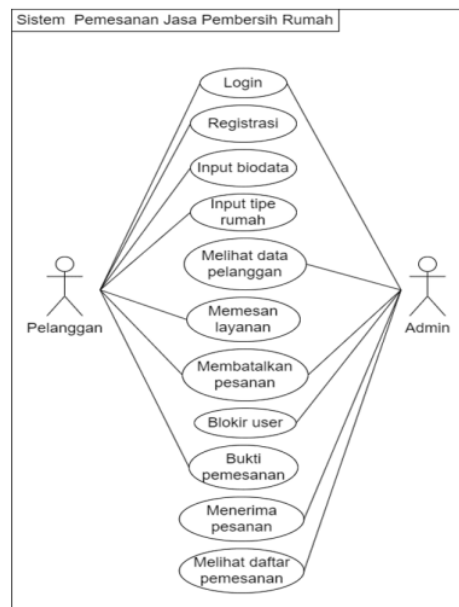 Sistem Pemesanan Jasa Pembersih Rumah
Login
Registrasi
Input biodata
Input tipe
rumah
Melihat data
pelanggan
Pelanggan
Admin
Memesan
layanan
Membatalkan
pesanan
Blokir user
Bukti
pemesanan
Menerima
pesanan
Melihat daftar
pemesanan